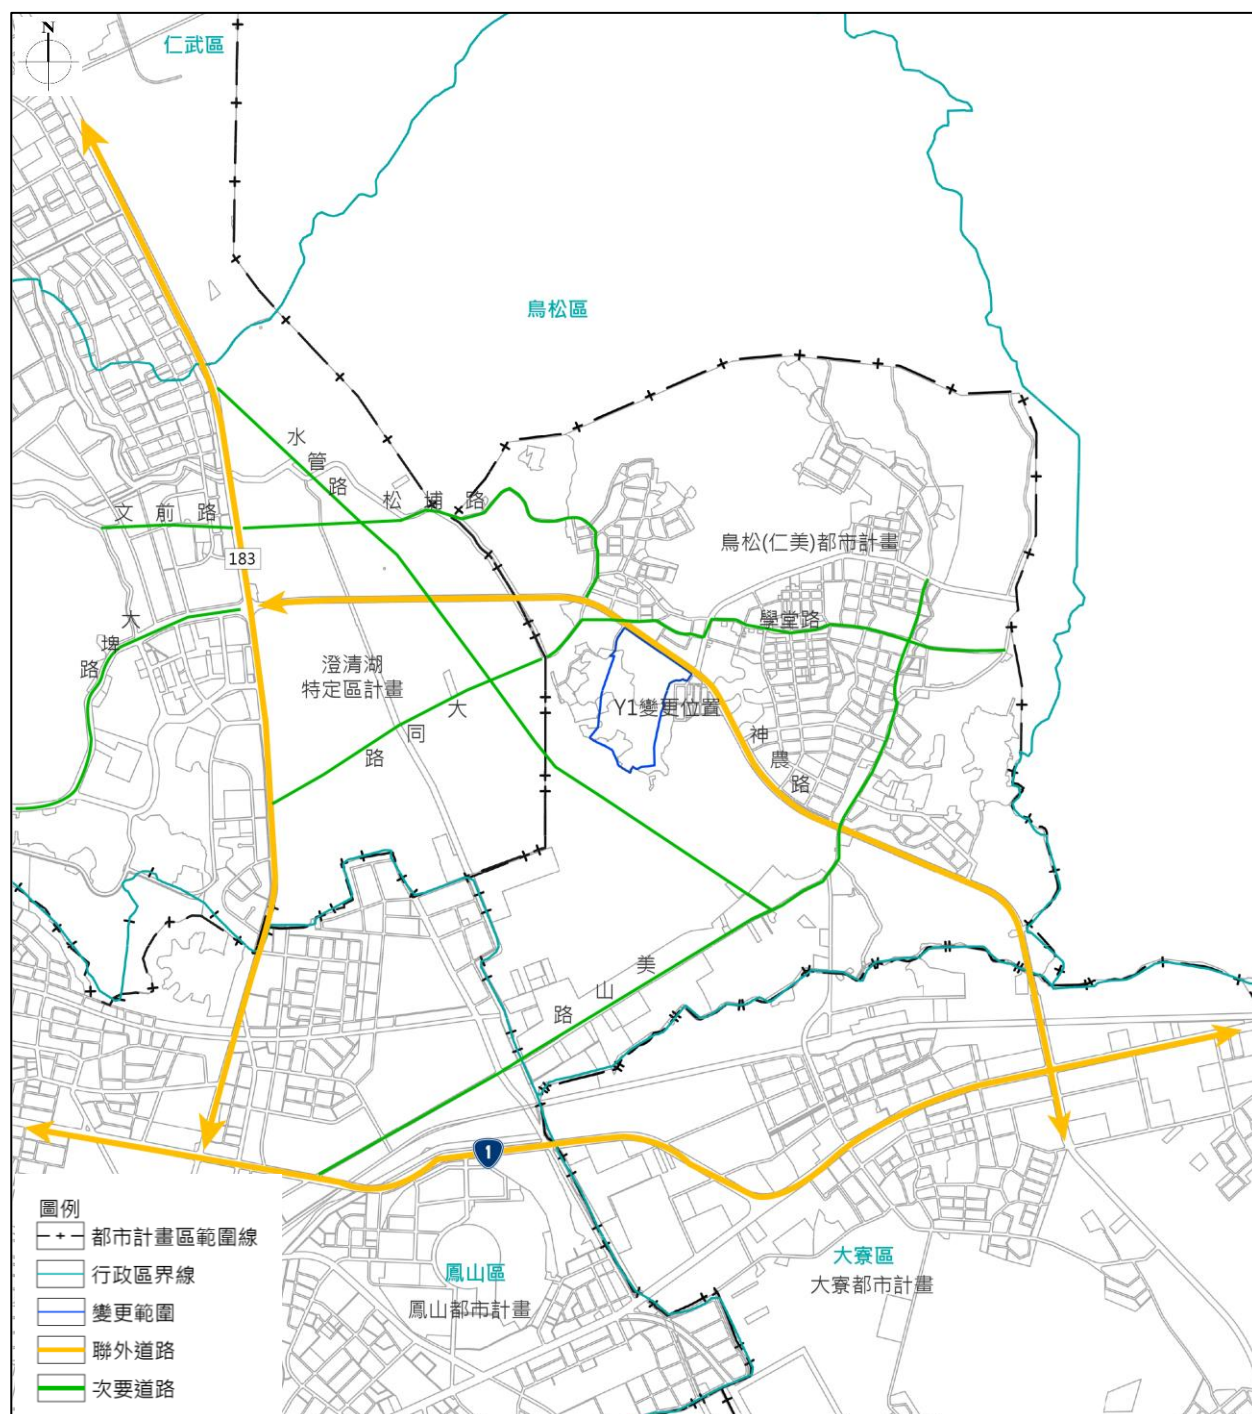 N
仁武區
鳥松區
水管路
松埔路
文前路
鳥松(仁美)都市計畫
183
學堂路
大埤路
澄清湖
特定區計畫
Y1變更位置
大同路
神農路
美山路
1
圖例
都市計畫區範圍線
行政區界線
變更範圍
聯外道路
次要道路
鳳山區
鳳山都市計畫
大寮區
大寮都市計畫